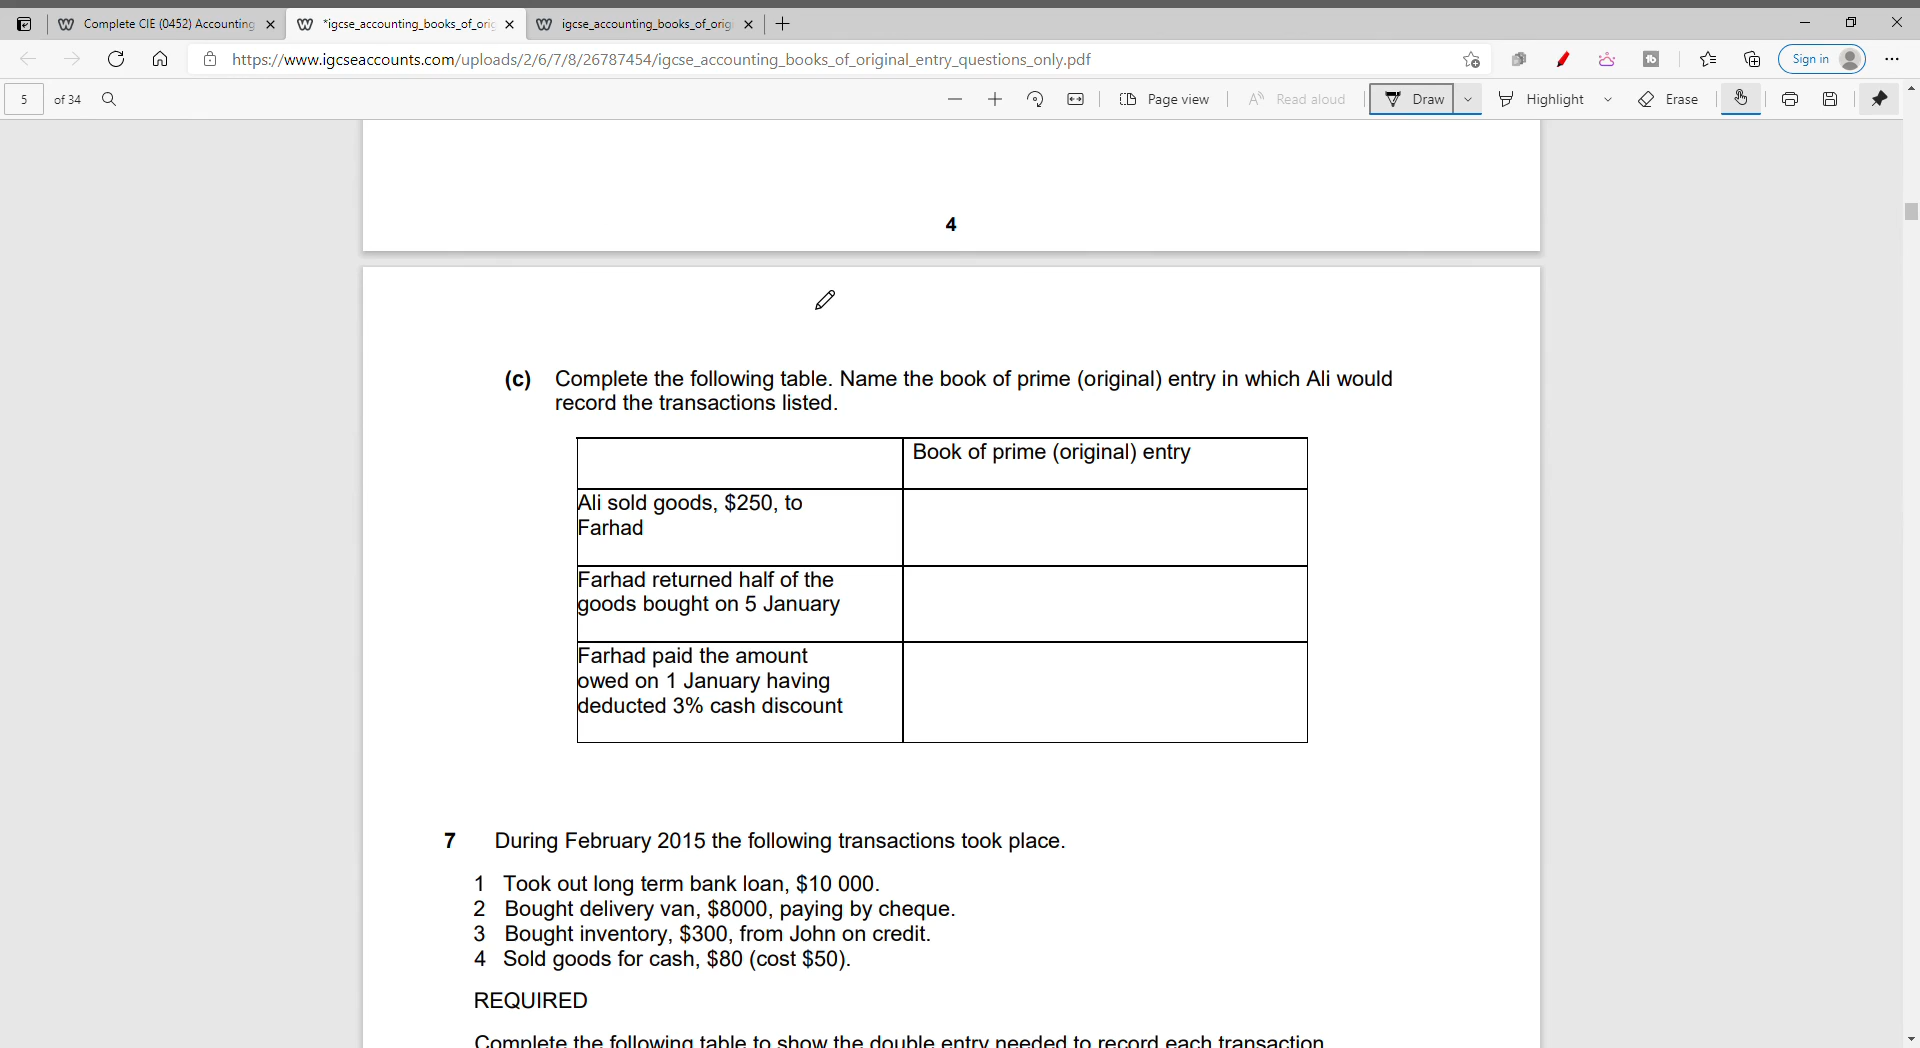 Complete CIE (0452) Accounting
*igcse_accounting_books_of_orig
igcse_accounting_books_of_orig
https://www.igcseaccounts.com/uploads/2/6/7/8/26787454/igcse_accounting_books_of_original_entry_questions_only.pdf
Sign in
5 of 34
Page view
Read aloud
Draw
Highlight
Erase
4
(c) Complete the following table. Name the book of prime (original) entry in which Ali would
record the transactions listed.
Book of prime (original) entry
Ali sold goods, $250, to
Farhad
Farhad returned half of the
goods bought on 5 January
Farhad paid the amount
owed on 1 January having
deducted 3% cash discount
7 During February 2015 the following transactions took place.
1 Took out long term bank loan, $10 000.
2 Bought delivery van, $8000, paying by cheque.
3 Bought inventory, $300, from John on credit.
4 Sold goods for cash, $80 (cost $50).
REQUIRED
Complete the following table to show the double entry needed to record each transaction